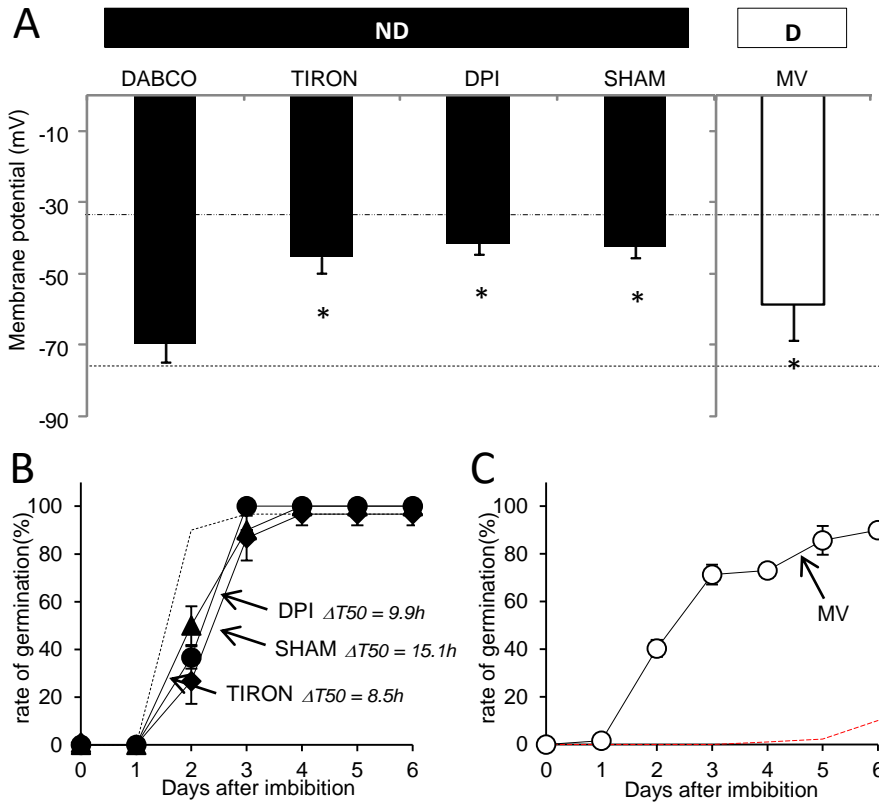 A
ND
D
DABCO TIRON DPI SHAM MV
Membrane potential (mV)
-10
-30
-50
-70
-90
* * * *
B
rate of germination(%)
100
80
60
40
20
0
DPI ΔT50 = 9.9h
SHAM ΔT50 = 15.1h
TIRON ΔT50 = 8.5h
0 1 2 3 4 5 6
Days after imbibition
C
rate of germination(%)
100
80
60
40
20
0
MV
0 1 2 3 4 5 6
Days after imbibition